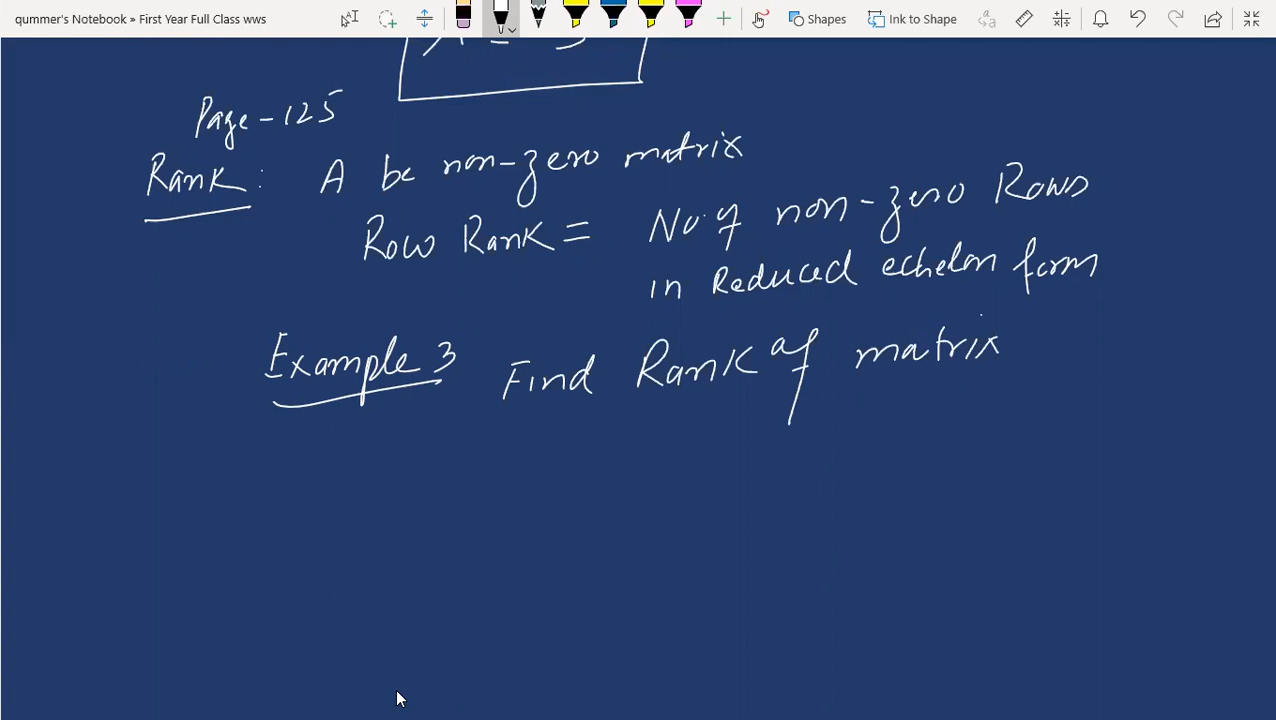 qummer's Notebook » First Year Full Class wws
Shapes
Ink to Shape
Page-125
Rank: A be non-zero matrix
Row Rank = No of non-zero Rows
in Reduced echelon form
Example 3 Find Rank of matrix